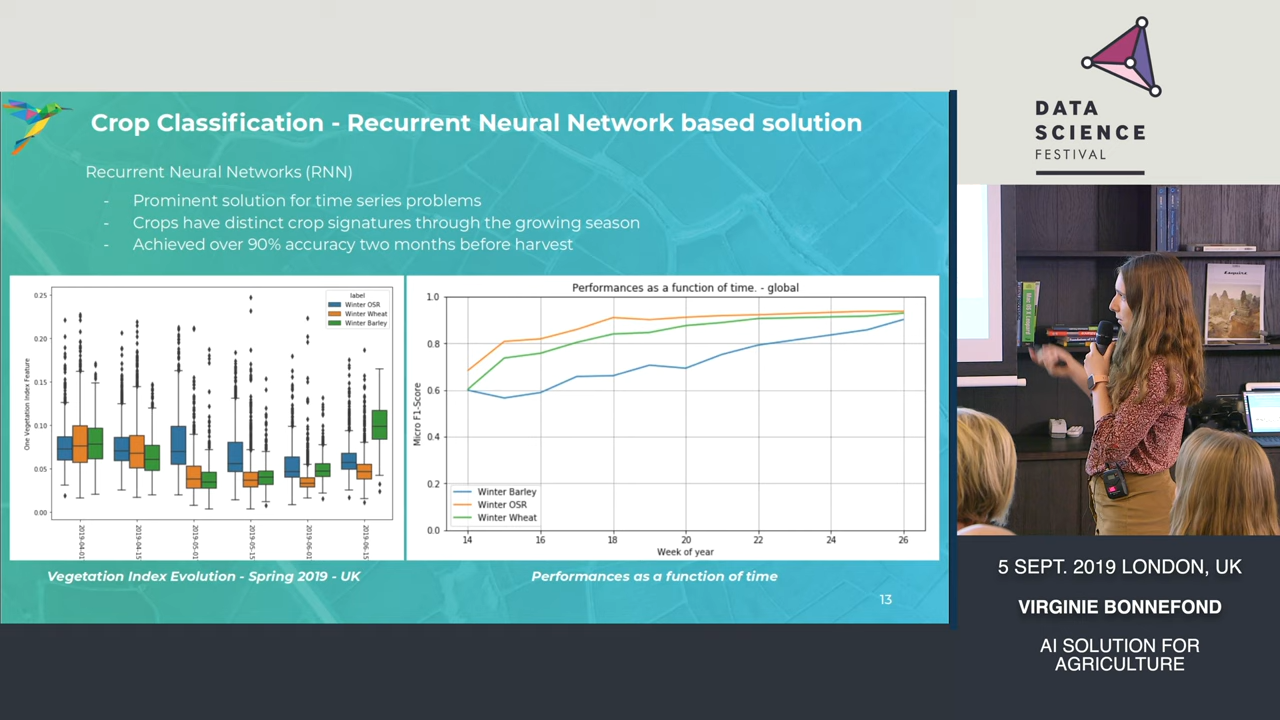 Crop Classification - Recurrent Neural Network based solution
Recurrent Neural Networks (RNN)
- Prominent solution for time series problems
- Crops have distinct crop signatures through the growing season
- Achieved over 90% accuracy two months before harvest
label
Winter OSR
Winter Wheat
Winter Barley
One Vegetation Index Feature
0.25
0.20
0.15
0.10
0.05
0.00
2019-04-01
2019-04-15
2019-05-01
2019-05-15
2019-06-01
2019-06-15
Vegetation Index Evolution - Spring 2019 - UK
Performances as a function of time. - global
Micro F1-Score
1.0
0.8
0.6
0.4
0.2
0.0
Winter Barley
Winter OSR
Winter Wheat
14 16 18 20 22 24 26
Week of year
Performances as a function of time
13
DATA
SCIENCE
FESTIVAL
Esquire
5 SEPT. 2019 LONDON, UK
VIRGINIE BONNEFOND
AI SOLUTION FOR
AGRICULTURE